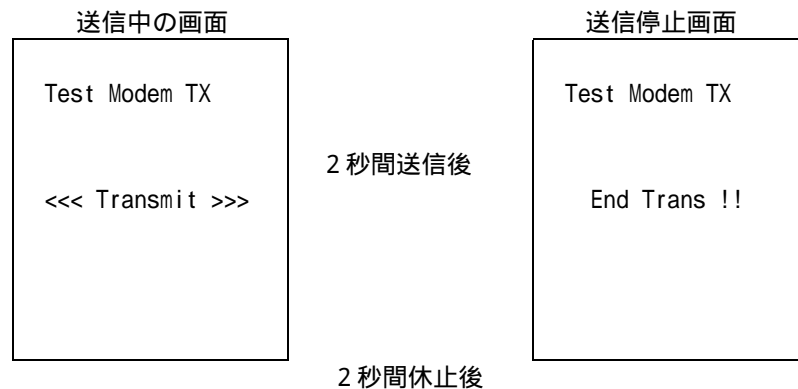 送信中の画面
送信停止画面
Test Modem TX
Test Modem TX
2秒間送信後
<<< Transmit >>>
End Trans !!
2秒間休止後